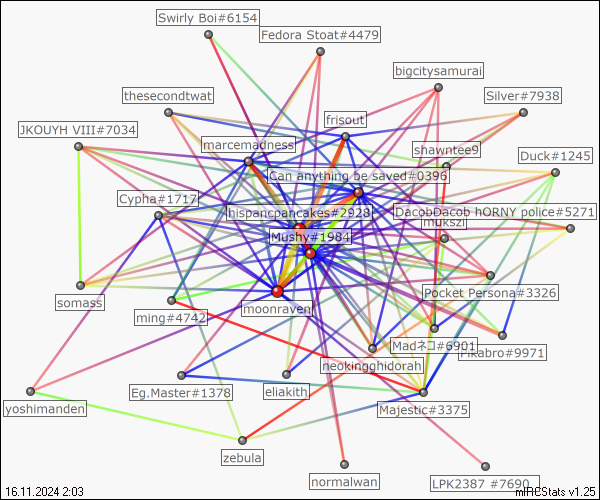 Swirly Boi#6154
Fedora Stoat#4479
bigcitysamurai
thesecondtwat
Silver#7938
frisout
JKOUYH VIII#7034
marcemadness
shawntee9
Duck#1245
Can anything be saved#0396
Cypha#1717
hispancpancakes#2928
DacobDacob hORNY police#5271
mukszi
Mushy#1984
Pocket Persona#3326
somass
moonraven
ming#4742
Madネコ#6901
Pikabro#9971
neokingghidorah
Eg.Master#1378
eliakith
yoshimanden
Majestic#3375
zebula
normalwan
LPK2387 #7690
16.11.2024 2:03
mIRCStats v1.25